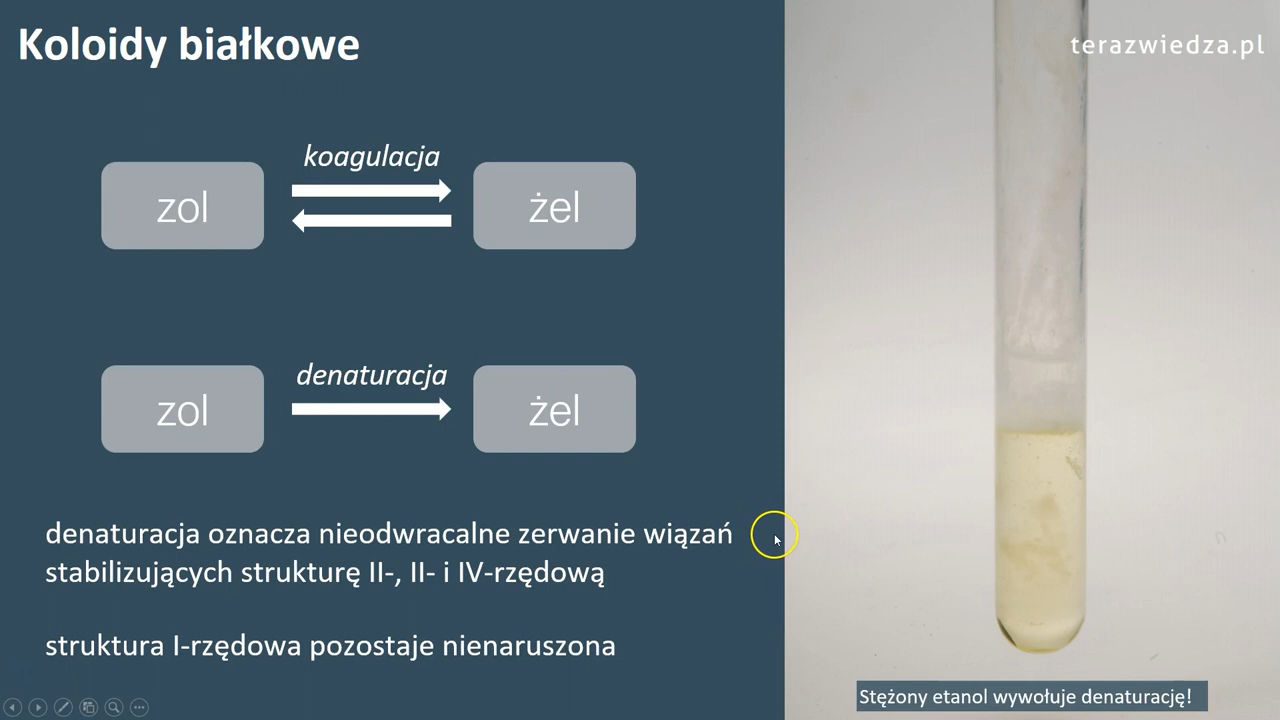 Koloidy białkowe
terazwiedza.pl
koagulacja
zol
żel
denaturacja
zol
żel
denaturacja oznacza nieodwracalne zerwanie wiązań
stabilizujących strukturę II-, II- i IV-rzędową
struktura I-rzędowa pozostaje nienaruszona
Stężony etanol wywołuje denaturację!